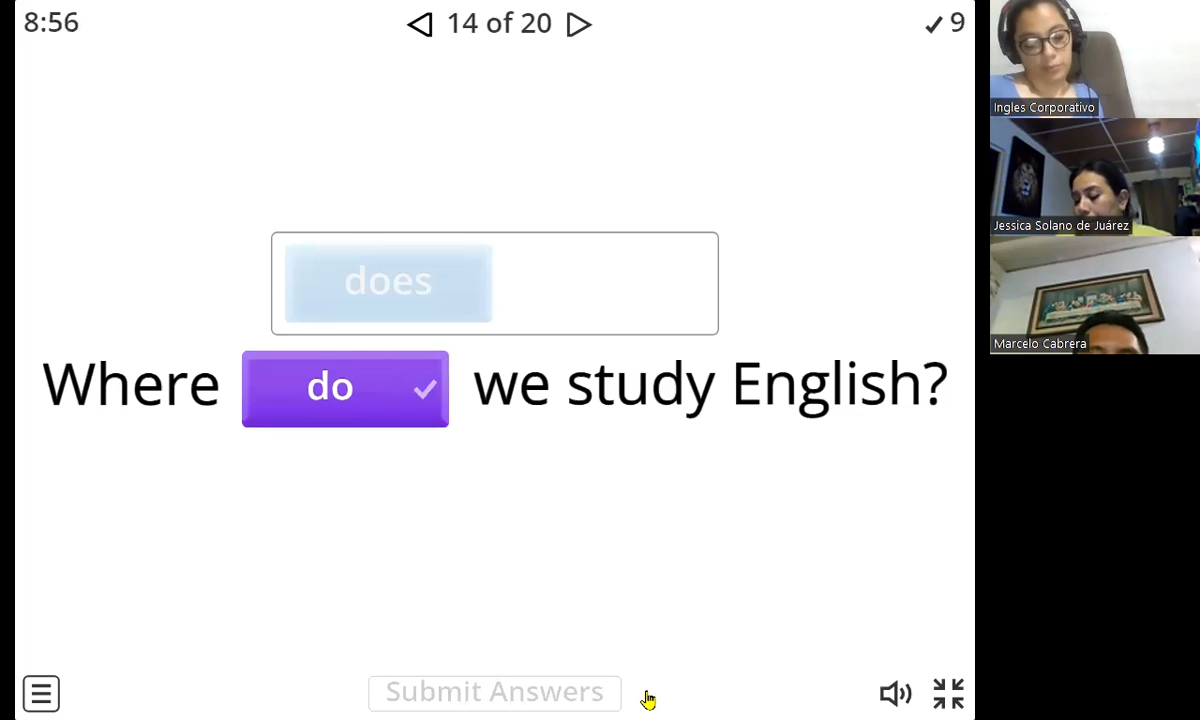 8:56
14 of 20
9
does
Where do we study English?
Submit Answers
Ingles Corporativo
Jessica Solano de Juárez
Marcelo Cabrera